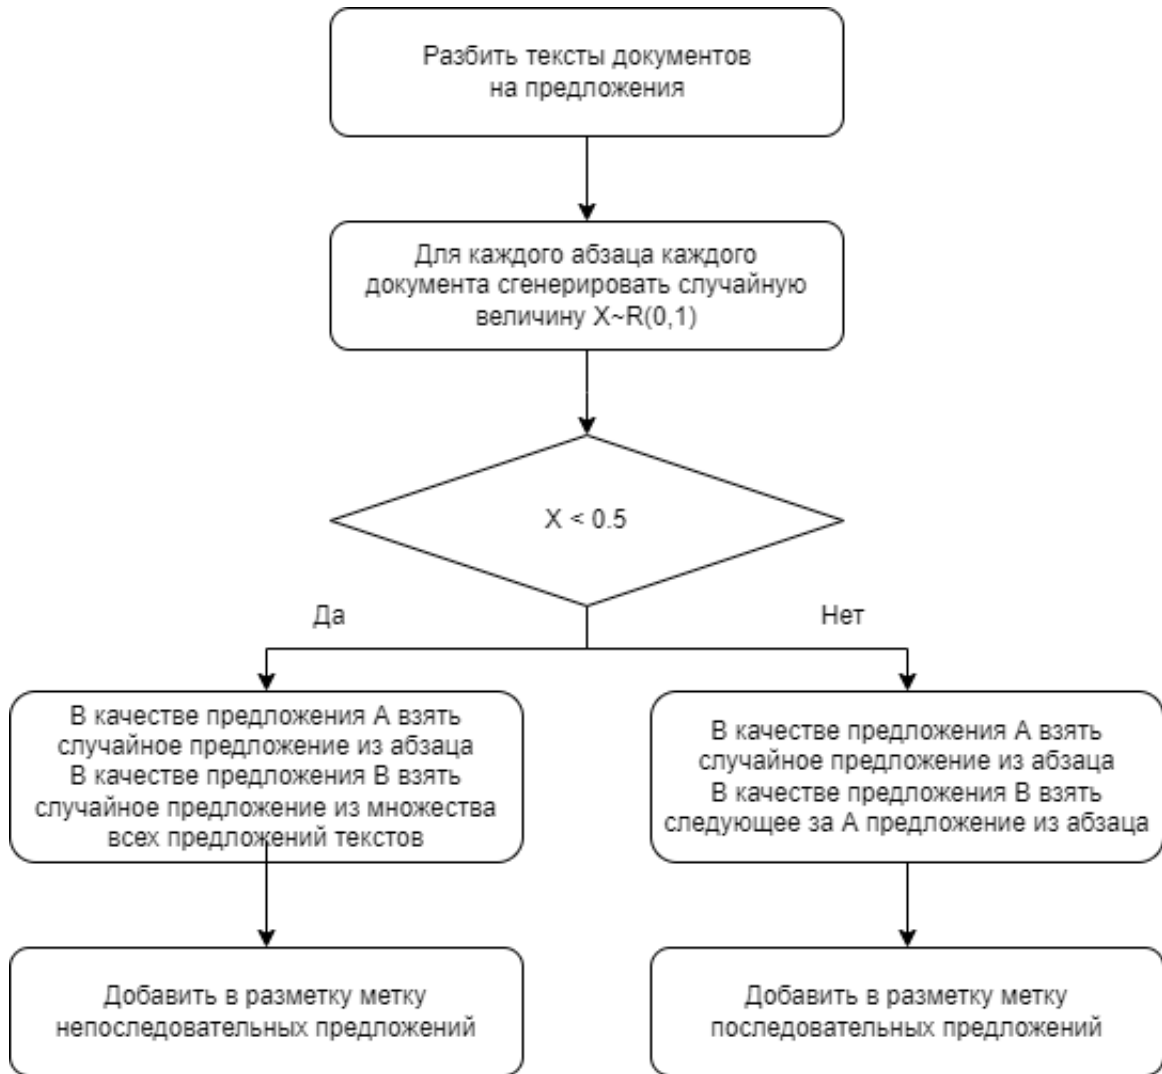 Разбить тексты документов
на предложения
Для каждого абзаца каждого
документа сгенерировать случайную
величину X~R(0,1)
X < 0.5
Да
Нет
В качестве предложения А взять
случайное предложение из абзаца
В качестве предложения В взять
случайное предложение из множества
всех предложений текстов
В качестве предложения А взять
случайное предложение из абзаца
В качестве предложения В взять
следующее за А предложение из абзаца
Добавить в разметку метку
непоследовательных предложений
Добавить в разметку метку
последовательных предложений